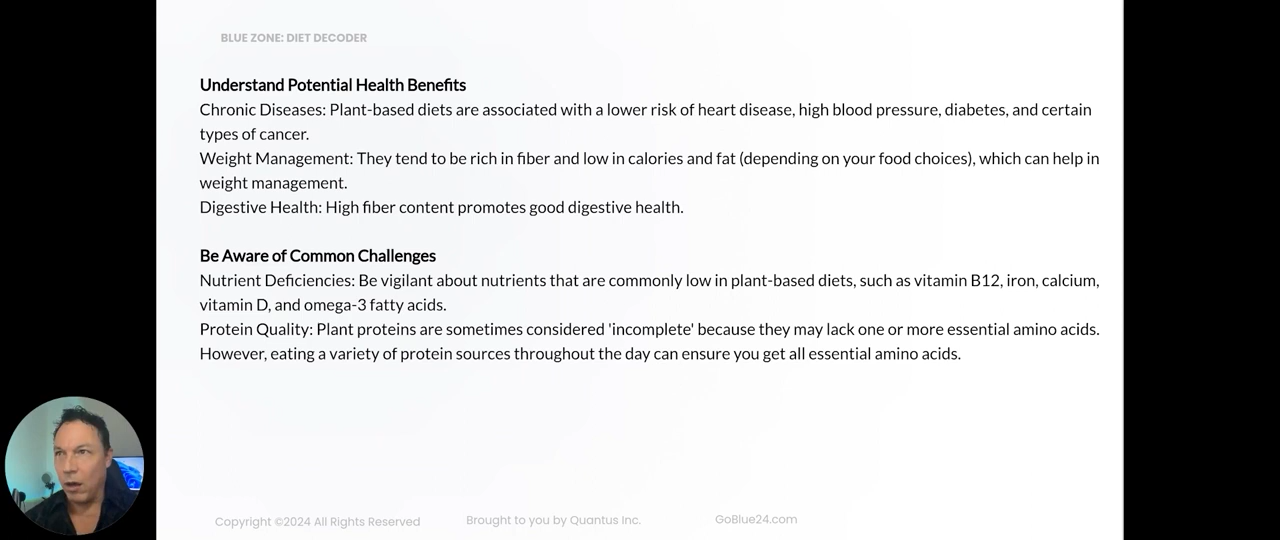 BLUE ZONE: DIET DECODER
Understand Potential Health Benefits
Chronic Diseases: Plant-based diets are associated with a lower risk of heart disease, high blood pressure, diabetes, and certain
types of cancer.
Weight Management: They tend to be rich in fiber and low in calories and fat (depending on your food choices), which can help in
weight management.
Digestive Health: High fiber content promotes good digestive health.
Be Aware of Common Challenges
Nutrient Deficiencies: Be vigilant about nutrients that are commonly low in plant-based diets, such as vitamin B12, iron, calcium,
vitamin D, and omega-3 fatty acids.
Protein Quality: Plant proteins are sometimes considered 'incomplete' because they may lack one or more essential amino acids.
However, eating a variety of protein sources throughout the day can ensure you get all essential amino acids.
Copyright ©2024 All Rights Reserved Brought to you by Quantus Inc. GoBlue24.com